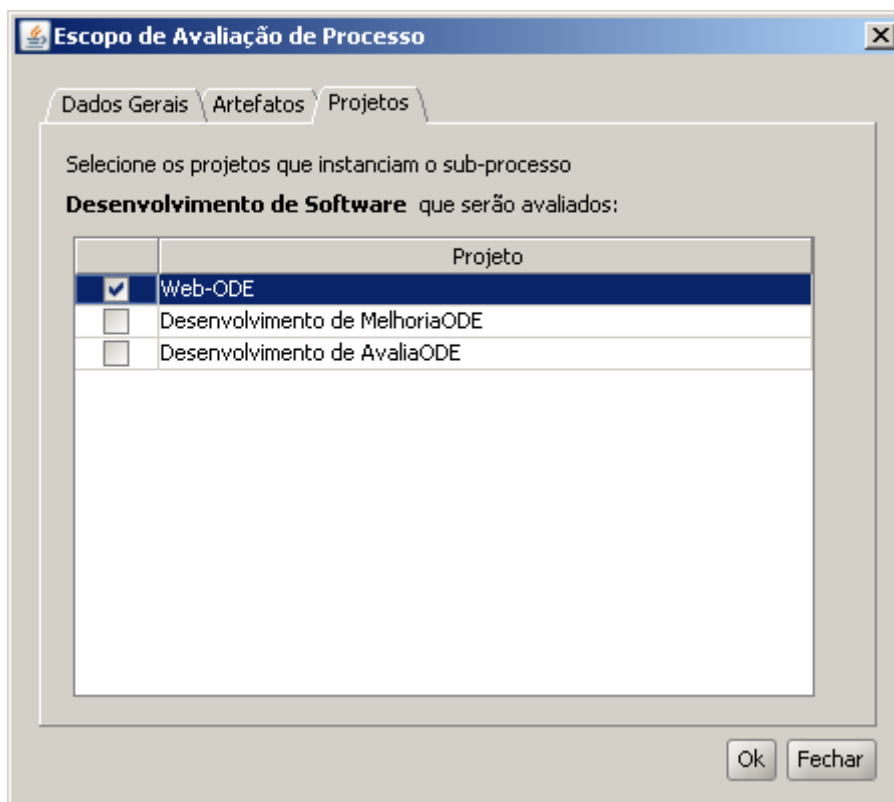 Escopo de Avaliação de Processo
Dados Gerais Artefatos Projetos
Selecione os projetos que instanciam o sub-processo
Desenvolvimento de Software que serão avaliados:
Projeto
Web-ODE
Desenvolvimento de MelhoriaODE
Desenvolvimento de AvaliaODE
Ok Fechar